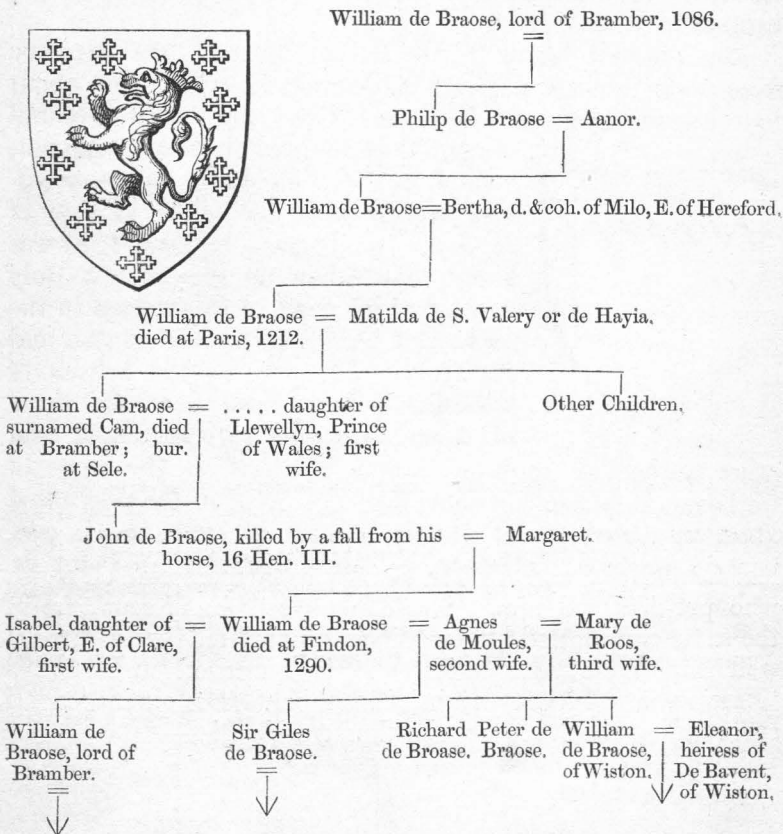 William de Braose, lord of Bramber, 1086.
=
Philip de Braose = Aanor.
William de Braose=Bertha, d. & coh. of Milo, E. of Hereford,
William de Braose = Matilda de S. Valery or de Hayia,
died at Paris, 1212.
William de Braose = ..... daughter of Other Children,
surnamed Cam, died Llewellyn, Prince
at Bramber; bur. of Wales; first
at Sele. wife.
John de Braose, killed by a fall from his = Margaret.
horse, 16 Hen. III.
Isabel, daughter of = William de Braose = Agnes = Mary de
Gilbert, E. of Clare, died at Findon, de Moules, Roos,
first wife. 1290. second wife. third wife.
William de Sir Giles Richard Peter de William = Eleanor,
Braose, lord of de Braose. de Broase. Braose. de Braose, heiress of
Bramber. = of Wiston. De Bavent,
= of Wiston,